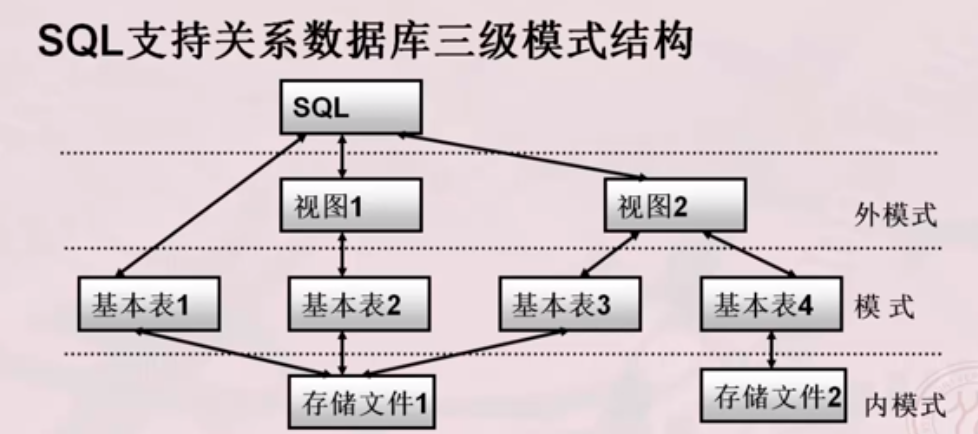 SQL支持关系数据库三级模式结构
SQL
视图1
视图2
外模式
基本表1
基本表2
基本表3
基本表4
模 式
存储文件1
存储文件2
内模式